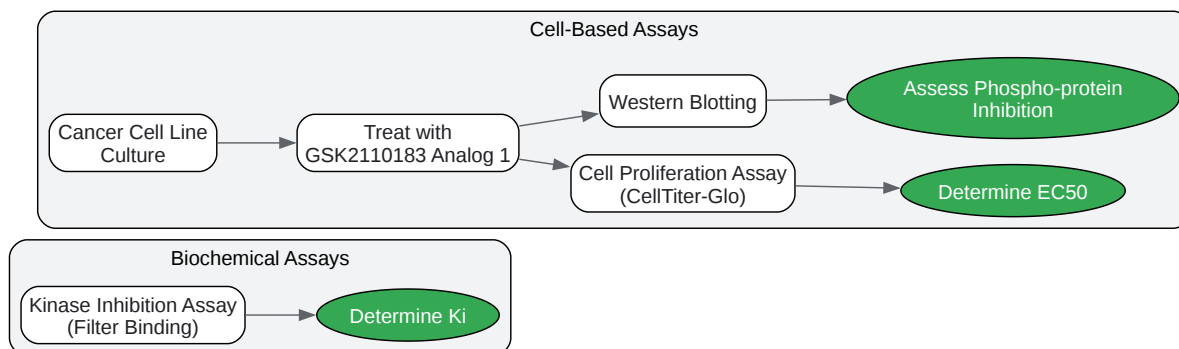 Cell-Based Assays
Cancer Cell Line
Culture
Treat with
GSK2110183 Analog 1
Western Blotting
Assess Phospho-protein
Inhibition
Cell Proliferation Assay
(CellTiter-Glo)
Determine EC50
Biochemical Assays
Kinase Inhibition Assay
(Filter Binding)
Determine Ki